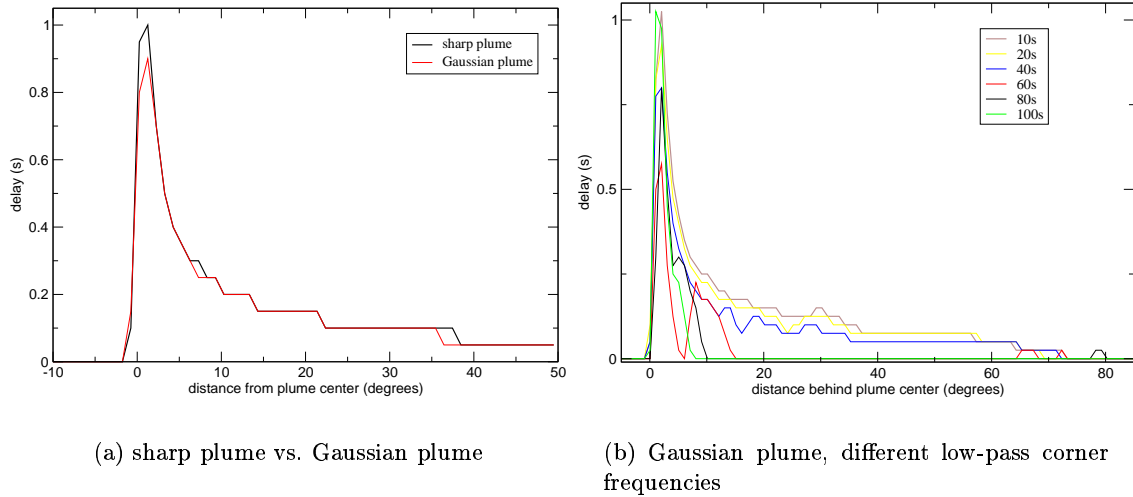 sharp plume
Gaussian plume
delay (s)
1
0.8
0.6
0.4
0.2
0
-10
0
10
20
30
40
50
distance from plume center (degrees)
(a) sharp plume vs. Gaussian plume
10s
20s
40s
60s
80s
100s
delay (s)
1
0.5
0
0
20
40
60
80
distance behind plume center (degrees)
(b) Gaussian plume, different low-pass corner
frequencies